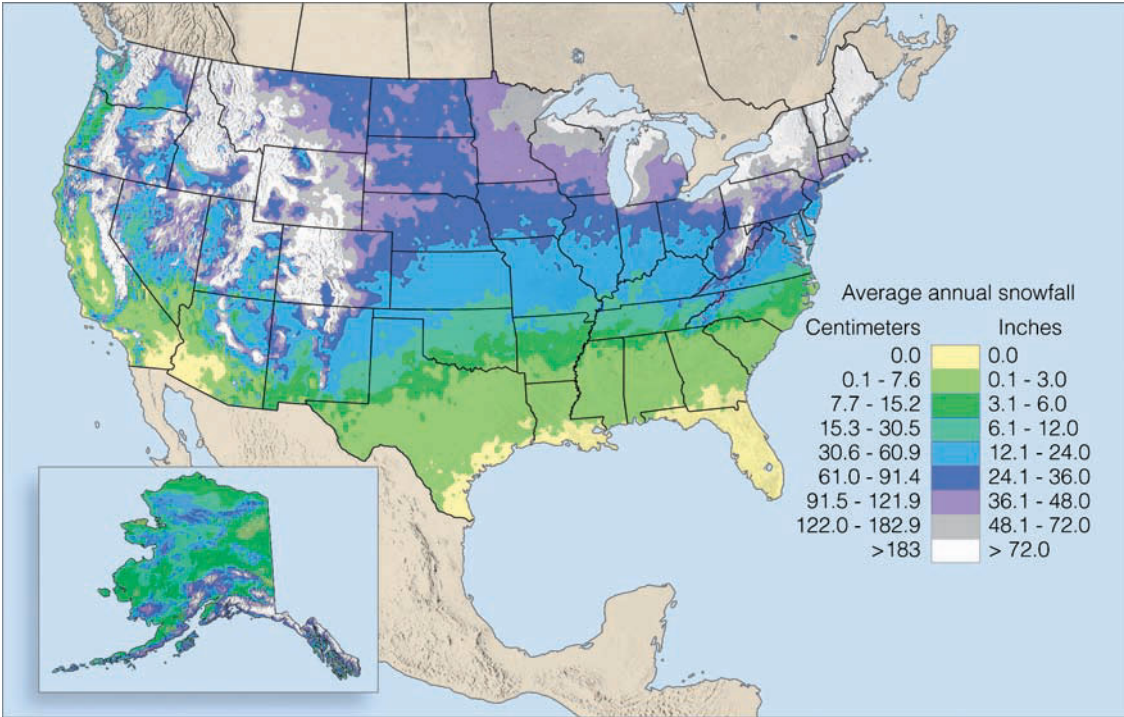 Average annual snowfall
Centimeters Inches
0.0 0.0
0.1 - 7.6 0.1 - 3.0
7.7 - 15.2 3.1 - 6.0
15.3 - 30.5 6.1 - 12.0
30.6 - 60.9 12.1 - 24.0
61.0 - 91.4 24.1 - 36.0
91.5 - 121.9 36.1 - 48.0
122.0 - 182.9 48.1 - 72.0
>183 > 72.0